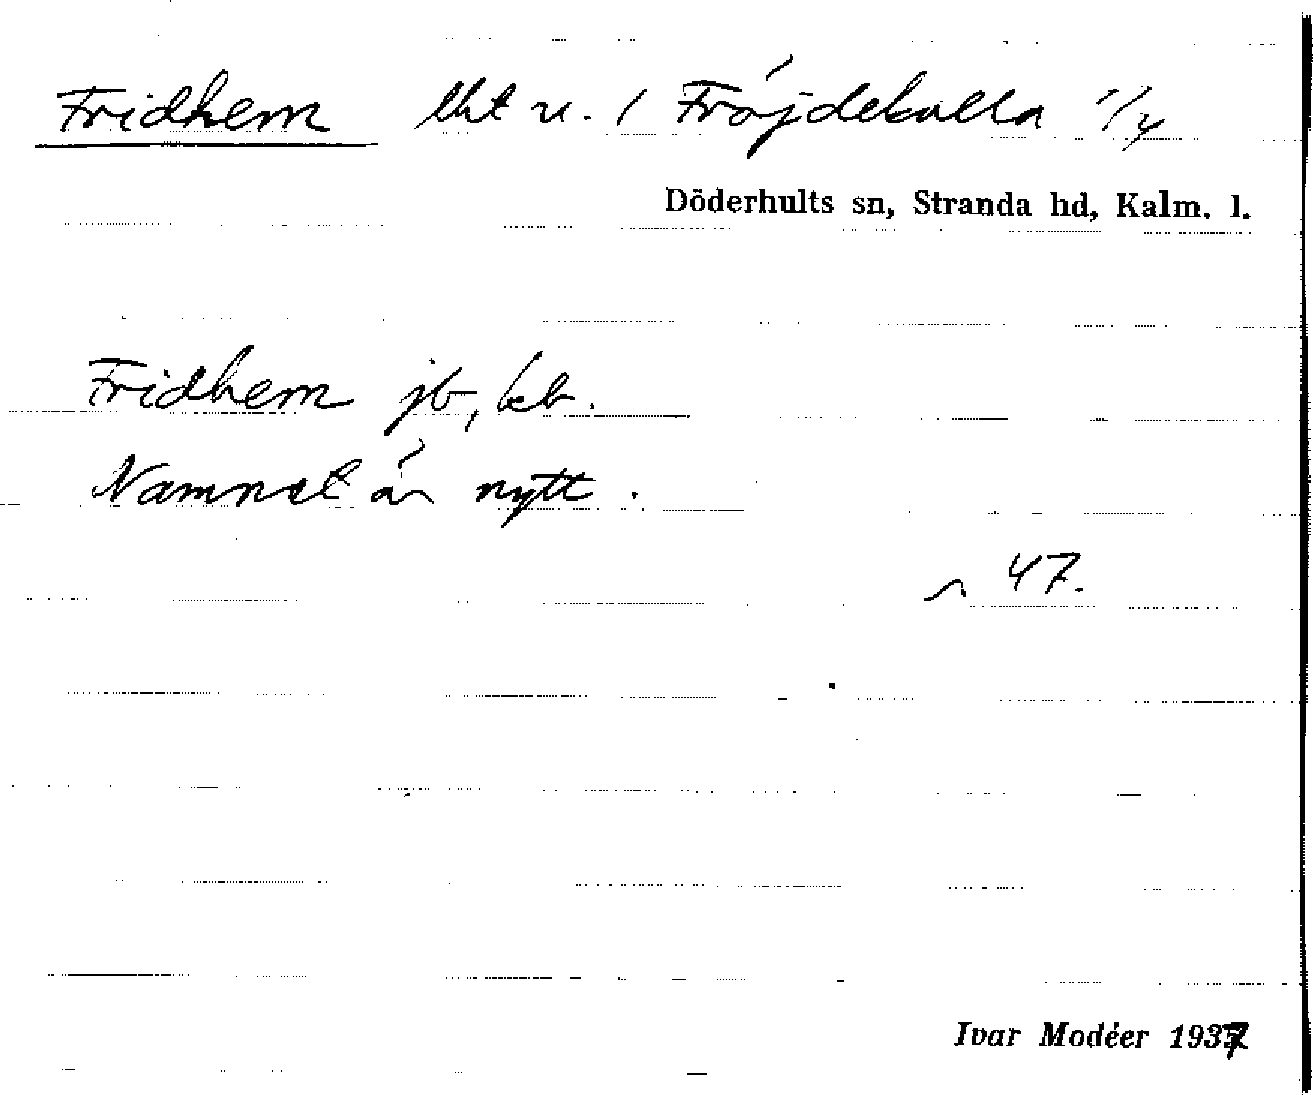 Fridhem lht u. / Fröjdekulla 1/4
Döderhults sn, Stranda hd, Kalm. l.
Fridhem jb, kb.
Namnet är nytt.
47.
Ivar Modéer 1937